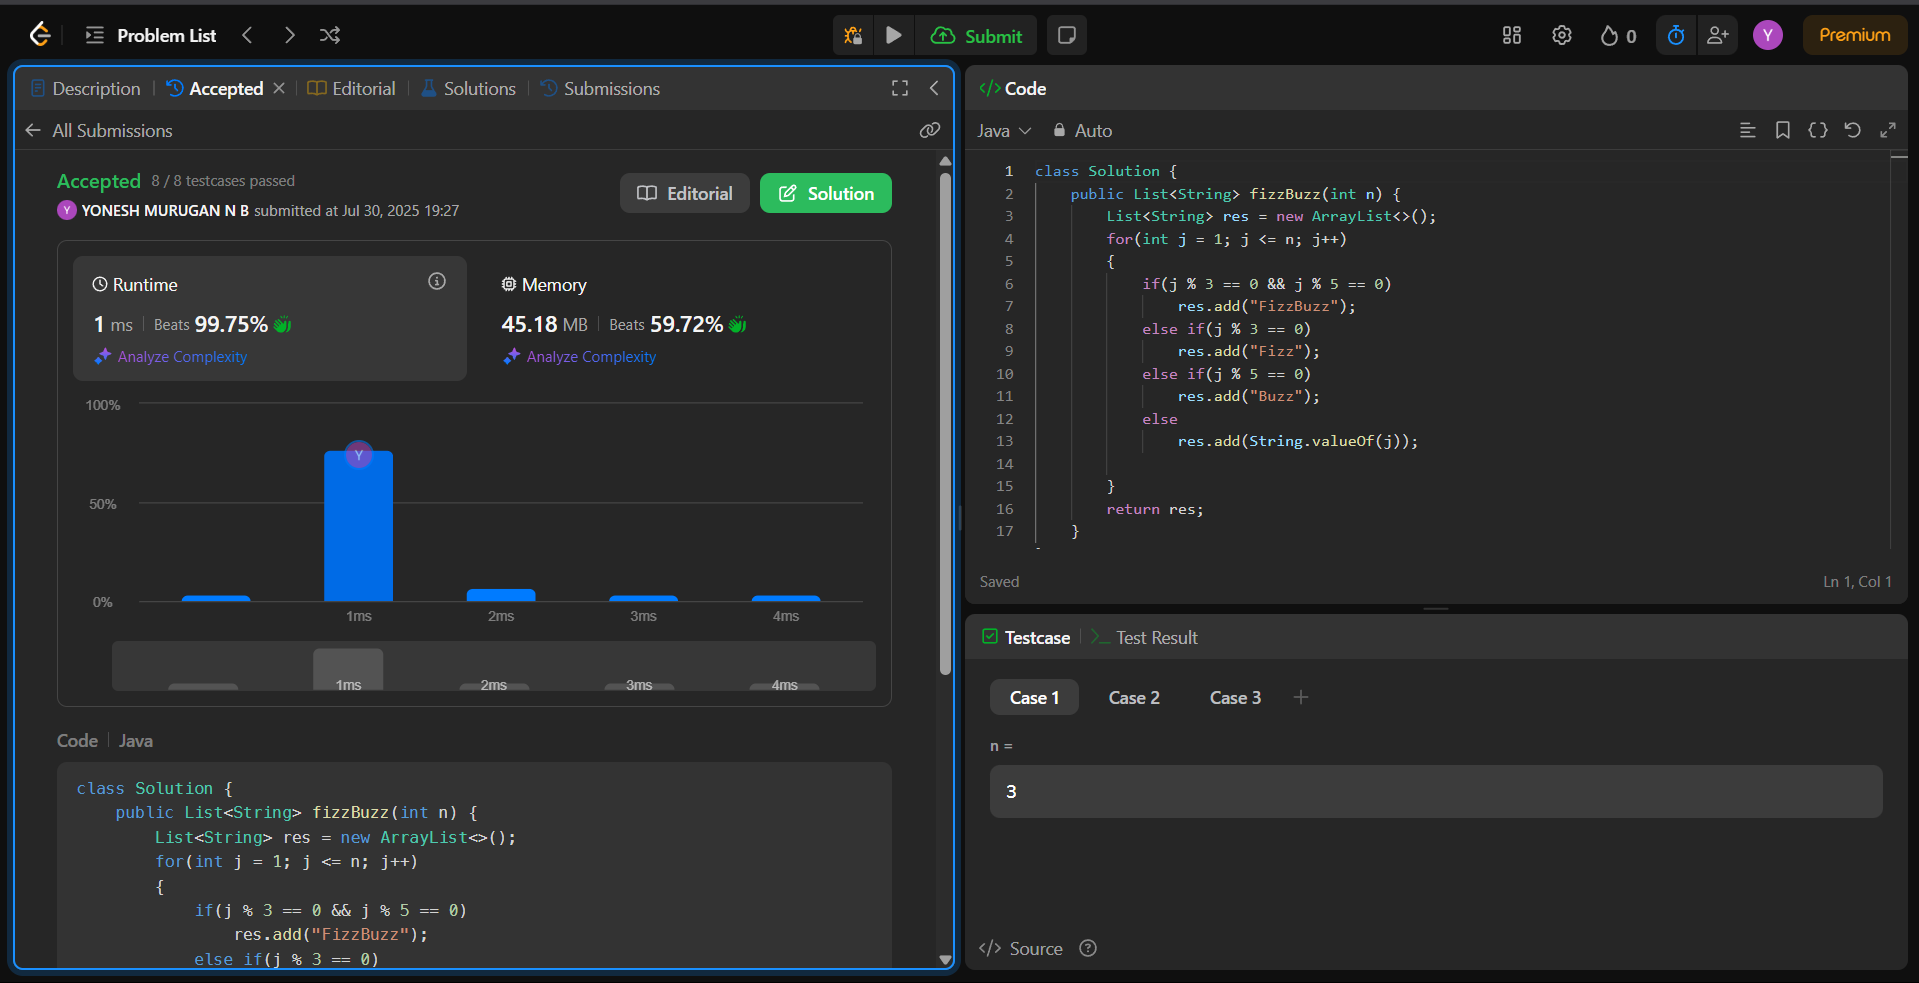 Problem List
Submit
0
Y
Premium
Description
Accepted
Editorial
Solutions
Submissions
All Submissions
Accepted 8 / 8 testcases passed
Y YONESH MURUGAN N B submitted at Jul 30, 2025 19:27
Editorial
Solution
Runtime
1 ms Beats 99.75%
Analyze Complexity
Memory
45.18 MB Beats 59.72%
Analyze Complexity
100%
50%
0%
Y
1ms 2ms 3ms 4ms
1ms 2ms 3ms 4ms
Code Java
class Solution {
public List<String> fizzBuzz(int n) {
List<String> res = new ArrayList<>();
for(int j = 1; j <= n; j++)
{
if(j % 3 == 0 && j % 5 == 0)
res.add("FizzBuzz");
else if(j % 3 == 0)
</> Code
Java Auto
1 class Solution {
2 public List<String> fizzBuzz(int n) {
3 List<String> res = new ArrayList<>();
4 for(int j = 1; j <= n; j++)
5 {
6 if(j % 3 == 0 && j % 5 == 0)
7 res.add("FizzBuzz");
8 else if(j % 3 == 0)
9 res.add("Fizz");
10 else if(j % 5 == 0)
11 res.add("Buzz");
12 else
13 res.add(String.valueOf(j));
14
15 }
16 return res;
17 }
Saved
Ln 1, Col 1
Testcase
Test Result
Case 1 Case 2 Case 3 +
n =
3
</> Source